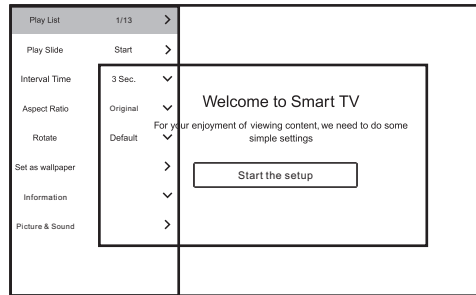 Play List 1/13
Play Slide Start
Interval Time 3 Sec.
Aspect Ratio Original
Rotate Default
Set as wallpaper
Information
Picture & Sound
Welcome to Smart TV
For your enjoyment of viewing content, we need to do some
simple settings
Start the setup